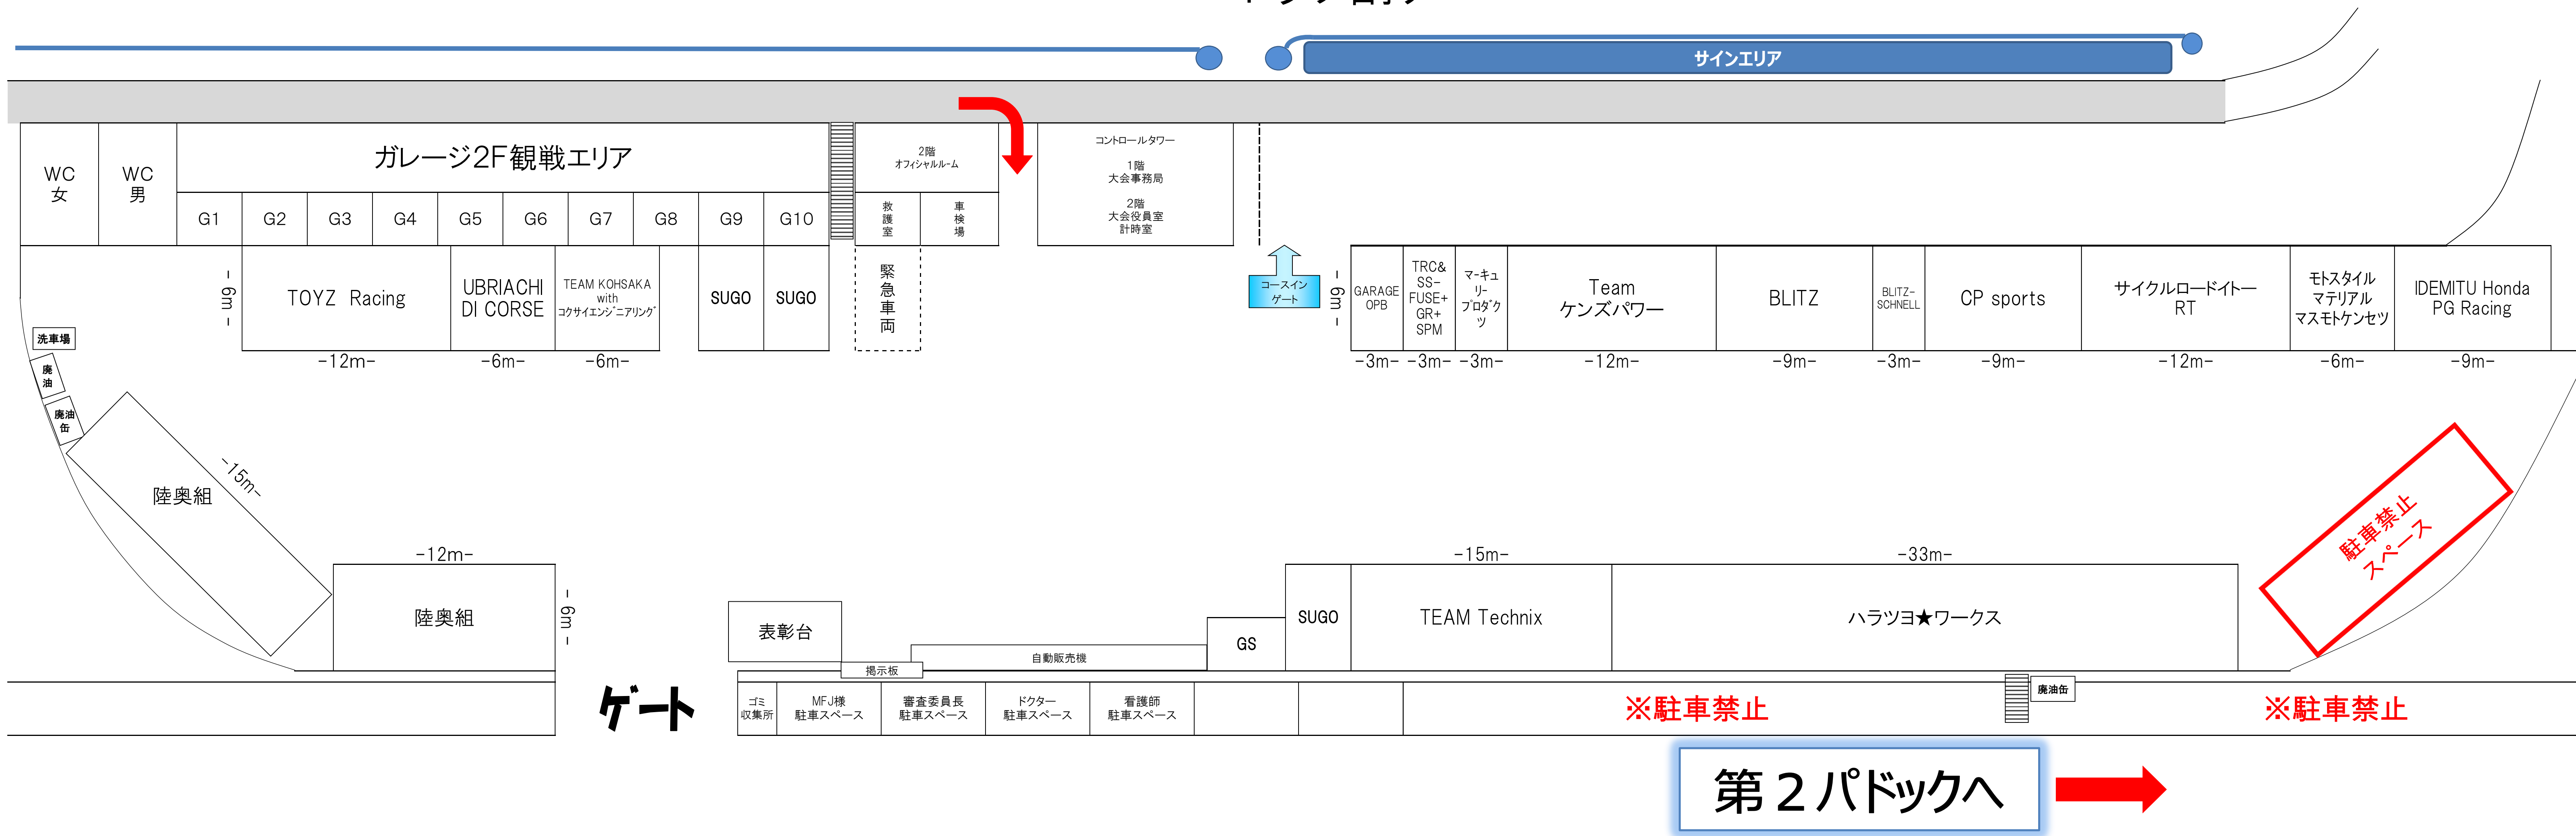 サインエリア
WC
女
WC
男
ガレージ2F観戦エリア
2階
オフィシャルルーム
コントロールタワー
1階
大会事務局
2階
大会役員室
計時室
G1
G2
G3
G4
G5
G6
G7
G8
G9
G10
救
護
室
車
検
場
- 6m -
TOYZ Racing
UBRIACHI
DI CORSE
TEAM KOHSAKA
with
コクサイエンジニアリング
SUGO
SUGO
緊
急
車
両
コースイン
ゲート
- 6m -
GARAGE
OPB
TRC&
SS-
FUSE+
GR+
SPM
マーキュ
リー
プロダク
ツ
Team
ケンズパワー
BLITZ
BLITZ-
SCHNELL
CP sports
サイクルロードイトー
RT
モトスタイル
マテリアル
マスモトケンセツ
IDEMITU Honda
PG Racing
-12m-
-6m-
-6m-
-3m-
-3m-
-3m-
-12m-
-9m-
-3m-
-9m-
-12m-
-6m-
-9m-
洗車場
廃
油
廃油
缶
-15m-
陸奥組
-12m-
陸奥組
- 6m -
表彰台
掲示板
自動販売機
GS
SUGO
-15m-
TEAM Technix
-33m-
ハラツヨ★ワークス
駐車禁止
スペース
ゲート
ゴミ
収集所
MFJ様
駐車スペース
審査委員長
駐車スペース
ドクター
駐車スペース
看護師
駐車スペース
※駐車禁止
廃油缶
※駐車禁止
第2パドックへ